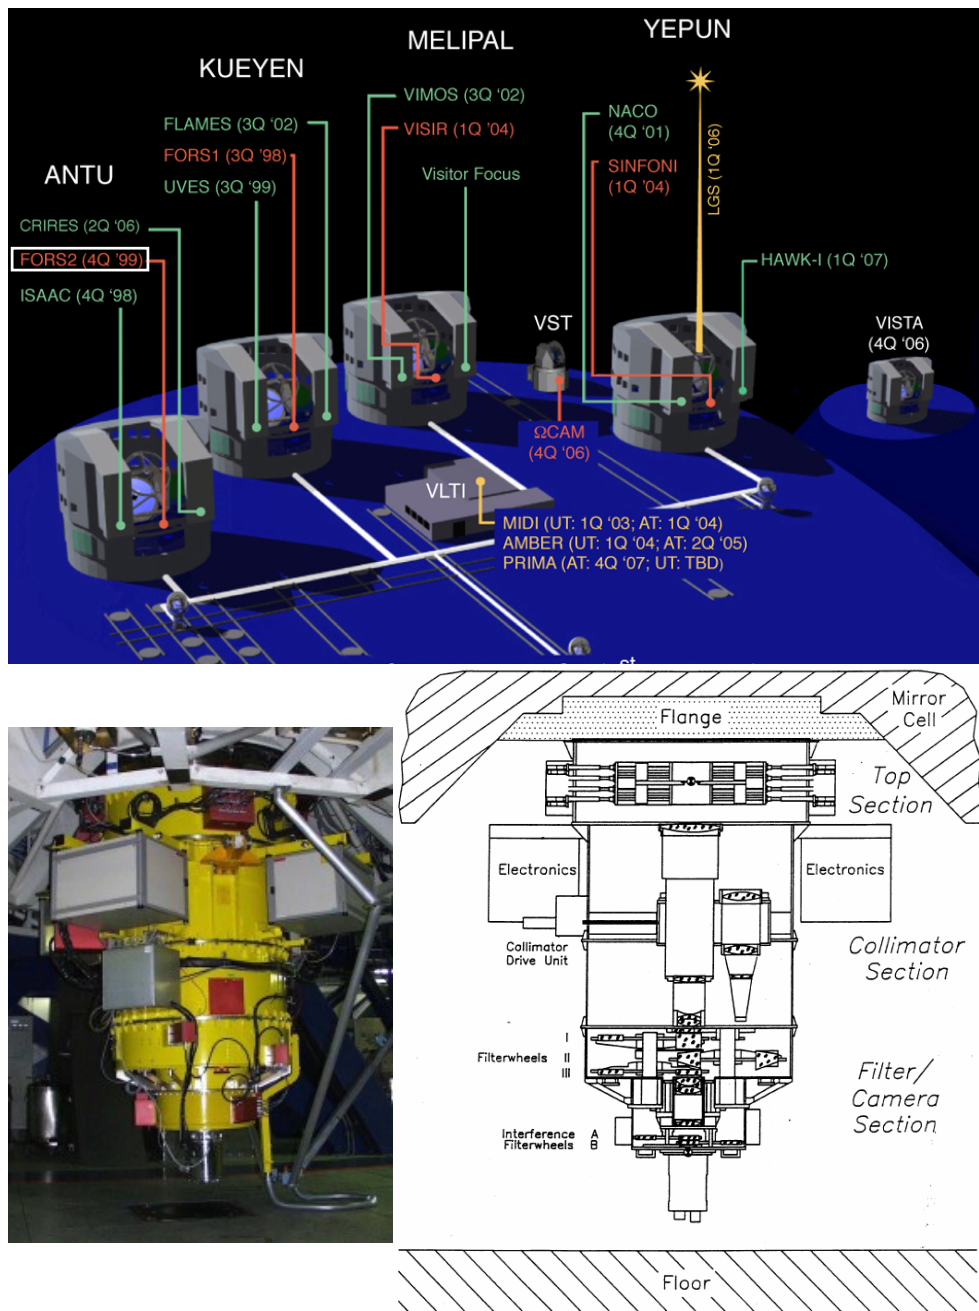 YEPUN
MELIPAL
KUEYEN
ANTU
VIMOS (3Q ‘02)
VISIR (1Q ’04)
Visitor Focus
NACO
(4Q ‘01)
SINFONI
(1Q ’04)
LGS (1Q ‘06)
HAWK-I (1Q ‘07)
FLAMES (3Q ‘02)
FORS1 (3Q ‘98)
UVES (3Q ‘99)
CRIRES (2Q ‘06)
FORS2 (4Q ‘99)
ISAAC (4Q ‘98)
VST
VISTA
(4Q ‘06)
ΩCAM
(4Q ‘06)
VLTI
MIDI (UT: 1Q ‘03; AT: 1Q ‘04)
AMBER (UT: 1Q ‘04; AT: 2Q ‘05)
PRIMA (AT: 4Q ‘07; UT: TBD)
st
Mirror
Cell
Flange
Top
Section
Electronics
Electronics
Collimator
Drive Unit
Collimator
Section
I
Filterwheels II
III
Filter/
Camera
Section
Interference A
Filterwheels B
Floor